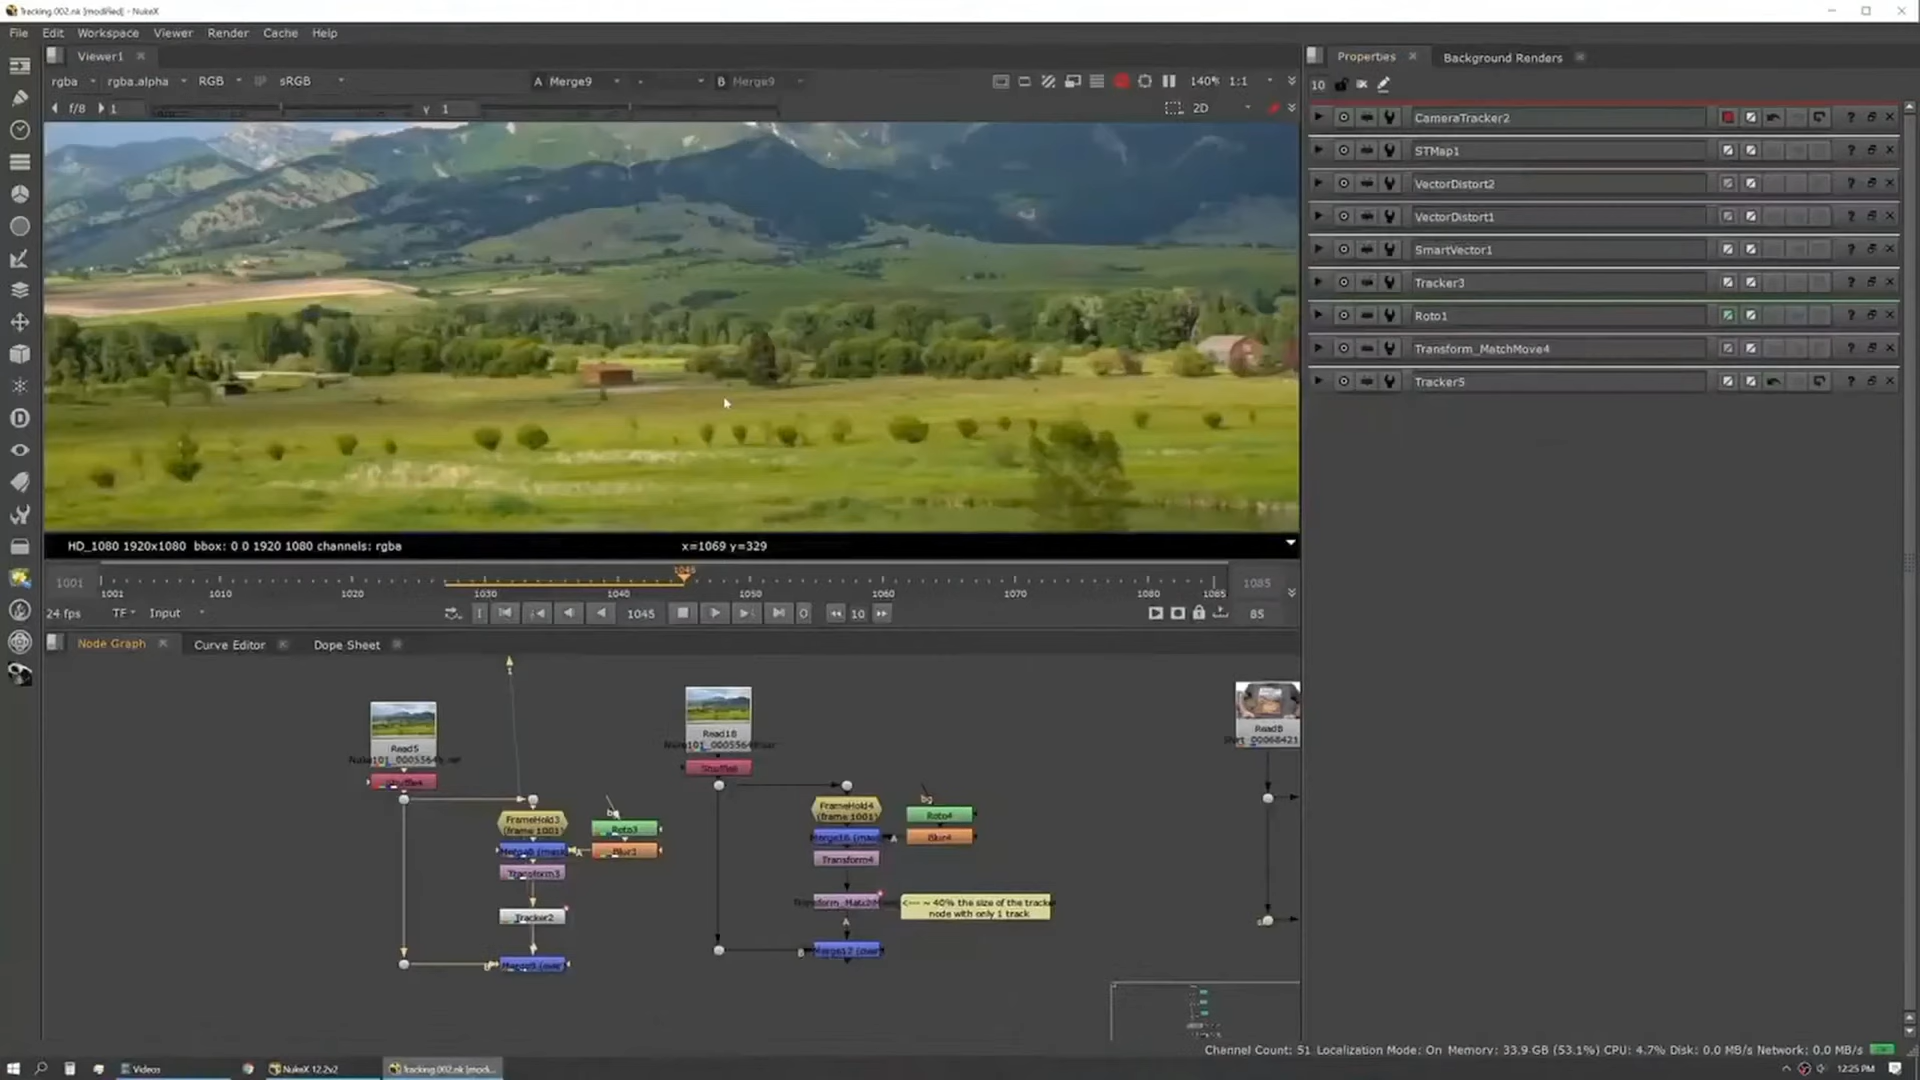 Tracking.002.nk [modified] - NukeX
File Edit Workspace Viewer Render Cache Help
Viewer1
Properties
Background Renders
rgba rgba.alpha RGB sRGB A Merge9 - B Merge9 140% 1:1
f/8 1 Y 1 2D
10
CameraTracker2
STMap1
VectorDistort2
VectorDistort1
SmartVector1
Tracker3
Roto1
Transform_MatchMove4
Tracker5
HD_1080 1920x1080 bbox: 0 0 1920 1080 channels: rgba x=1069 y=329
1001 1085
1001 1010 1020 1030 1040 1050 1060 1070 1080 1085
24 fps TF Input 1045 10 85
Node Graph Curve Editor Dope Sheet
Read5
Read18
Read8
Shuffle4
Shuffle6
FrameHold3
(frame 1001)
Roto3
Blur1
Transform3
Tracker2
FrameHold4
(frame 1001)
bg
Roto4
Blur4
Transform4
A
<--- ~ 40% the size of the tracker
node with only 1 track
A
B
Channel Count: 51 Localization Mode: On Memory: 33.9 GB (53.1%) CPU: 4.7% Disk: 0.0 MB/s Network: 0.0 MB/s
Videos
NukeX 12.2v2
Tracking.002.nk [mod...
12:25 PM